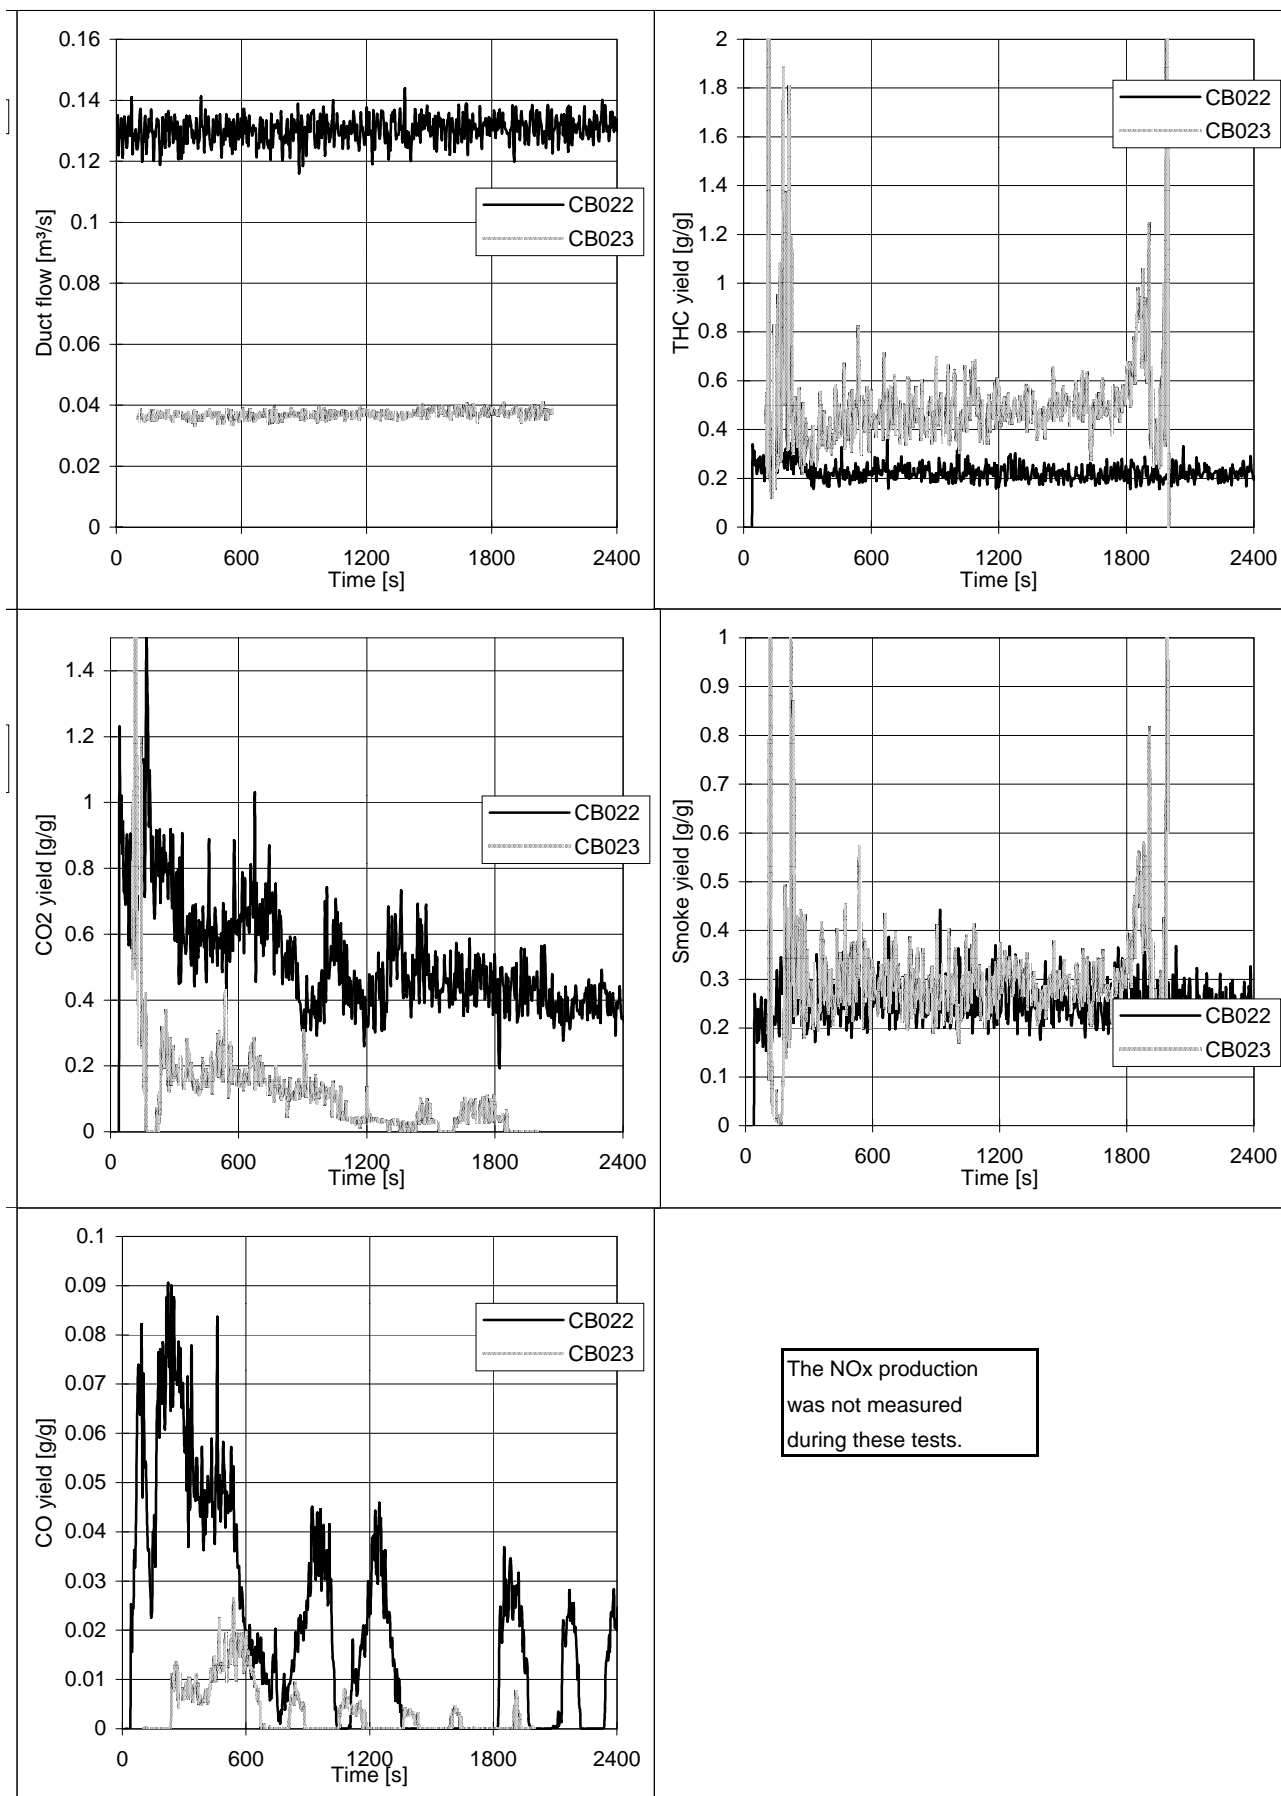 0.16
0.14
0.12
0.1
0.08
0.06
0.04
0.02
0
Duct flow [m³/s]
CB022
CB023
0 600 1200 1800 2400
Time [s]
2
1.8
1.6
1.4
1.2
1
0.8
0.6
0.4
0.2
0
THC yield [g/g]
CB022
CB023
0 600 1200 1800 2400
Time [s]
1.4
1.2
1
0.8
0.6
0.4
0.2
0
CO2 yield [g/g]
CB022
CB023
0 600 1200 1800 2400
Time [s]
1
0.9
0.8
0.7
0.6
0.5
0.4
0.3
0.2
0.1
0
Smoke yield [g/g]
CB022
CB023
0 600 1200 1800 2400
Time [s]
0.1
0.09
0.08
0.07
0.06
0.05
0.04
0.03
0.02
0.01
0
CO yield [g/g]
CB022
CB023
0 600 1200 1800 2400
Time [s]
The NOx production
was not measured
during these tests.